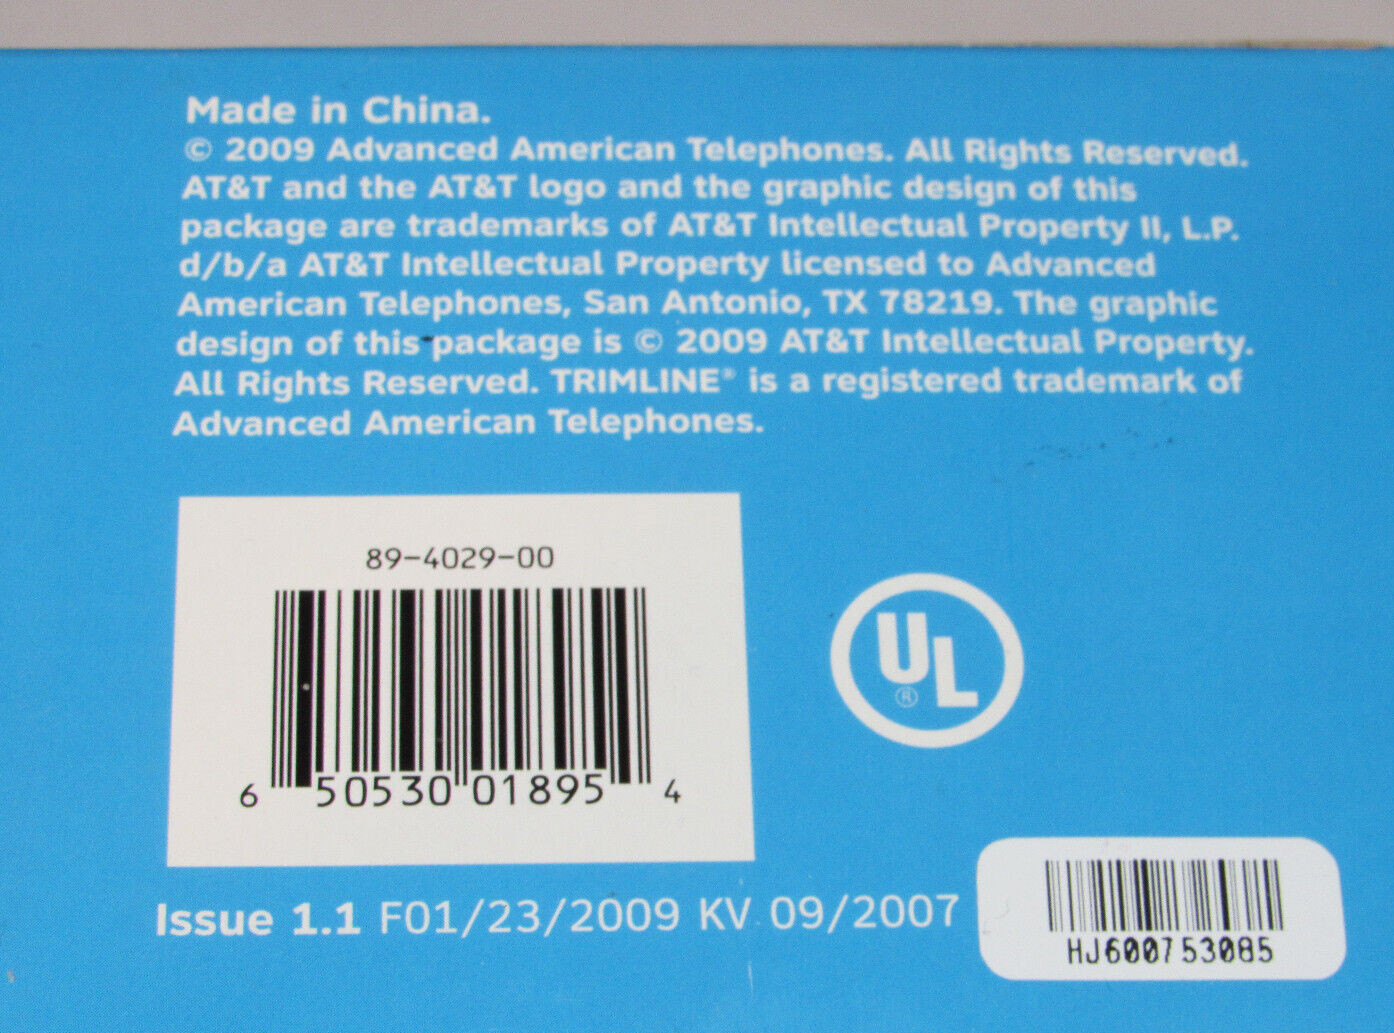 Made in China.
© 2009 Advanced American Telephones. All Rights Reserved.
AT&T and the AT&T logo and the graphic design of this
package are trademarks of AT&T Intellectual Property II, L.P.
d/b/a AT&T Intellectual Property licensed to Advanced
American Telephones, San Antonio, TX 78219. The graphic
design of this package is © 2009 AT&T Intellectual Property.
All Rights Reserved. TRIMLINE® is a registered trademark of
Advanced American Telephones.
89-4029-00
6 50530 01895 4
UL
®
Issue 1.1 F01/23/2009 KV 09/2007
HJ600753085